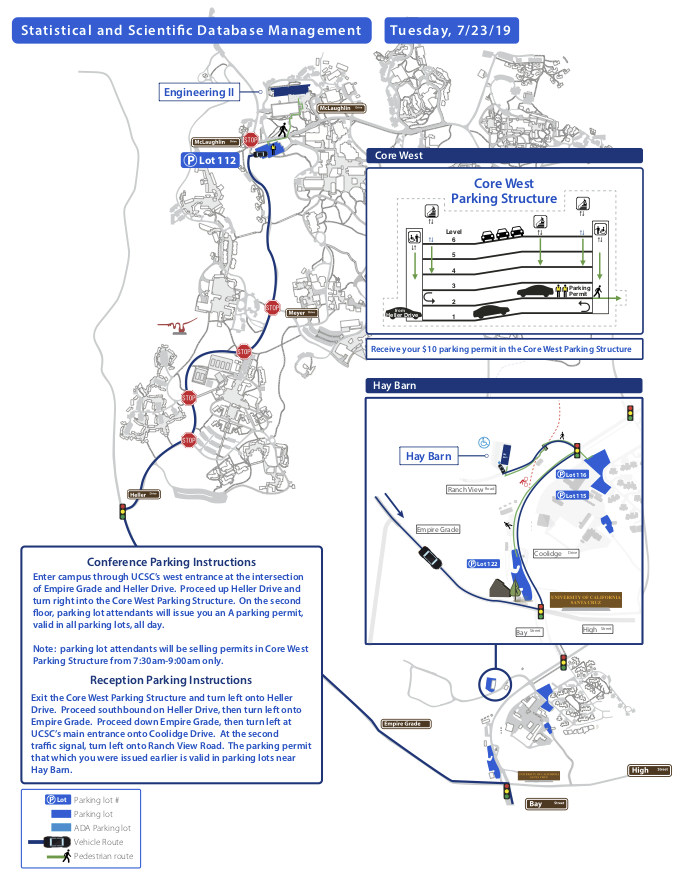 Statistical and Scientific Database Management
Tuesday, 7/23/19
Engineering II
McLaughlin Drive
McLaughlin Drive
STOP
P Lot 112
Core West
Core West
Parking Structure
Level
6
5
4
3
2
1
Parking
Permit
from
Heller Drive
Receive your $10 parking permit in the Core West Parking Structure
STOP
Meyer Drive
STOP
STOP
STOP
Heller Drive
Hay Barn
Hay Barn
P Lot 116
P Lot 115
Ranch View Road
Empire Grade
Coolidge Drive
P Lot 122
UNIVERSITY OF CALIFORNIA
SANTA CRUZ
Bay Street
High Street
Conference Parking Instructions
Enter campus through UCSC's west entrance at the intersection
of Empire Grade and Heller Drive. Proceed up Heller Drive and
turn right into the Core West Parking Structure. On the second
floor, parking lot attendants will issue you an A parking permit,
valid in all parking lots, all day.
Note: parking lot attendants will be selling permits in Core West
Parking Structure from 7:30am-9:00am only.
Reception Parking Instructions
Exit the Core West Parking Structure and turn left onto Heller
Drive. Proceed southbound on Heller Drive, then turn left onto
Empire Grade. Proceed down Empire Grade, then turn left at
UCSC's main entrance onto Coolidge Drive. At the second
traffic signal, turn left onto Ranch View Road. The parking permit
that which you were issued earlier is valid in parking lots near
Hay Barn.
Empire Grade
High Street
Bay Street
P Lot Parking lot #
Parking lot
ADA Parking lot
Vehicle Route
Pedestrian route